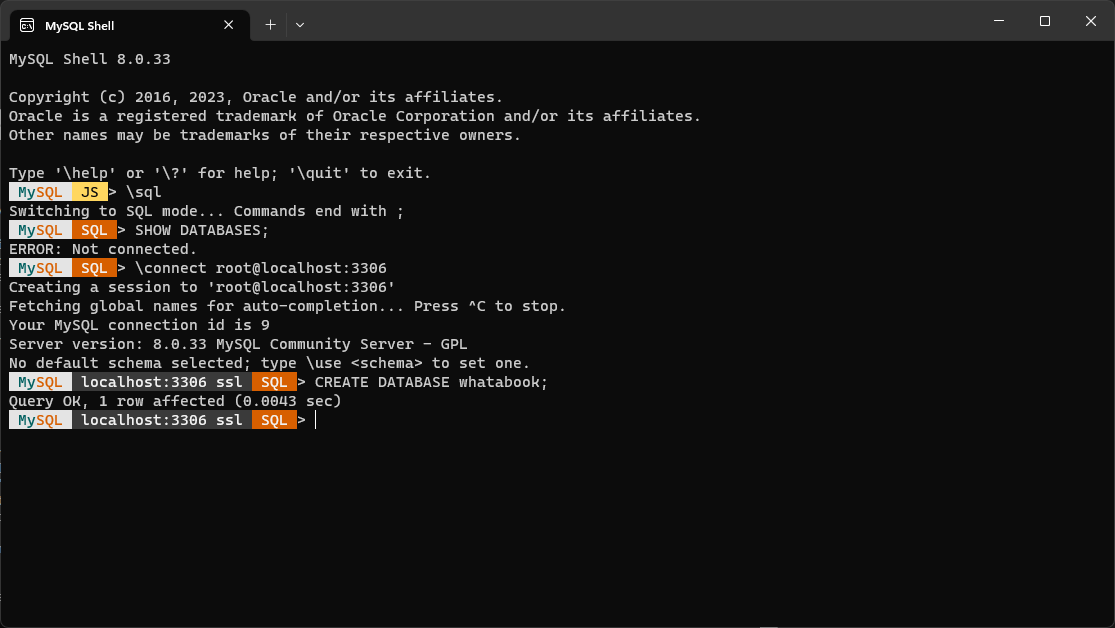 MySQL Shell
MySQL Shell 8.0.33
Copyright (c) 2016, 2023, Oracle and/or its affiliates.
Oracle is a registered trademark of Oracle Corporation and/or its affiliates.
Other names may be trademarks of their respective owners.
Type '\help' or '\?' for help; '\quit' to exit.
MySQL JS > \sql
Switching to SQL mode... Commands end with ;
MySQL SQL > SHOW DATABASES;
ERROR: Not connected.
MySQL SQL > \connect root@localhost:3306
Creating a session to 'root@localhost:3306'
Fetching global names for auto-completion... Press ^C to stop.
Your MySQL connection id is 9
Server version: 8.0.33 MySQL Community Server - GPL
No default schema selected; type \use <schema> to set one.
MySQL localhost:3306 ssl SQL > CREATE DATABASE whatabook;
Query OK, 1 row affected (0.0043 sec)
MySQL localhost:3306 ssl SQL >